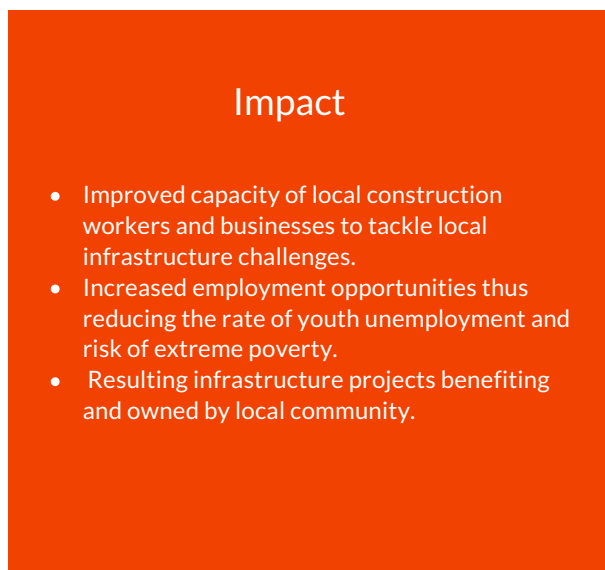 Impact
• Improved capacity of local construction
workers and businesses to tackle local
infrastructure challenges.
• Increased employment opportunities thus
reducing the rate of youth unemployment and
risk of extreme poverty.
• Resulting infrastructure projects benefiting
and owned by local community.